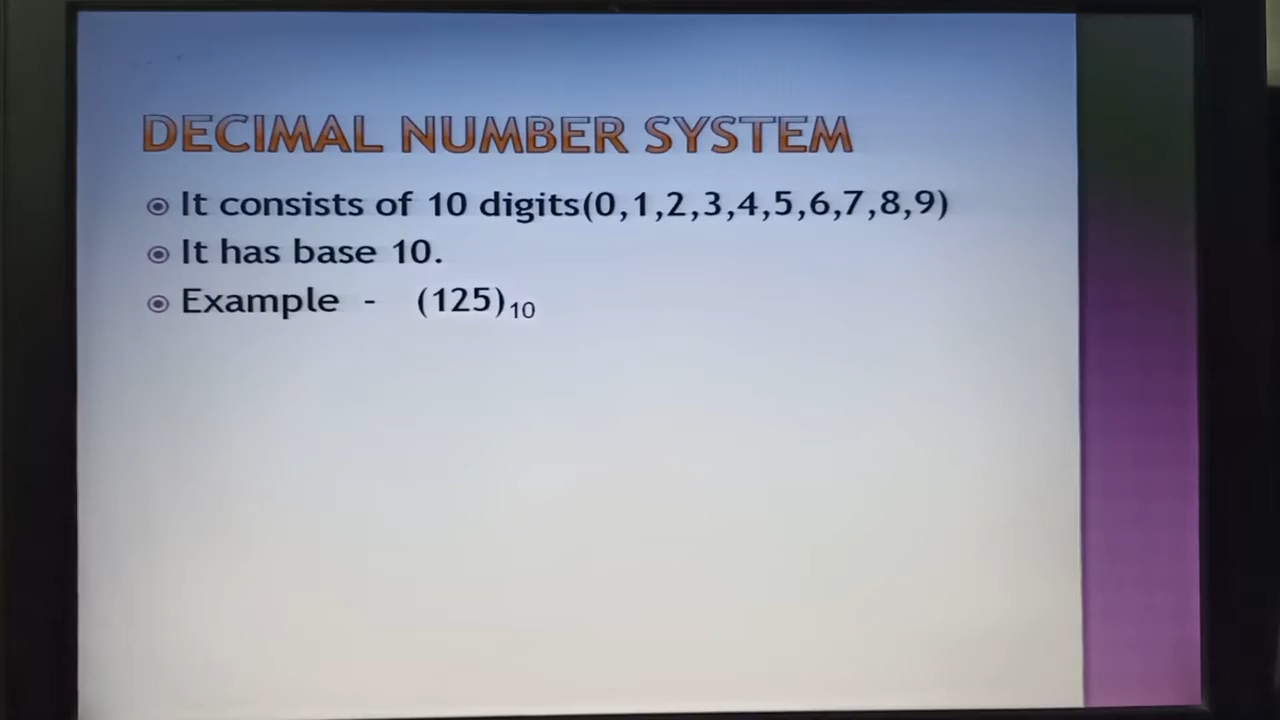 DECIMAL NUMBER SYSTEM
It consists of 10 digits(0,1,2,3,4,5,6,7,8,9)
It has base 10.
Example - (125)₁₀